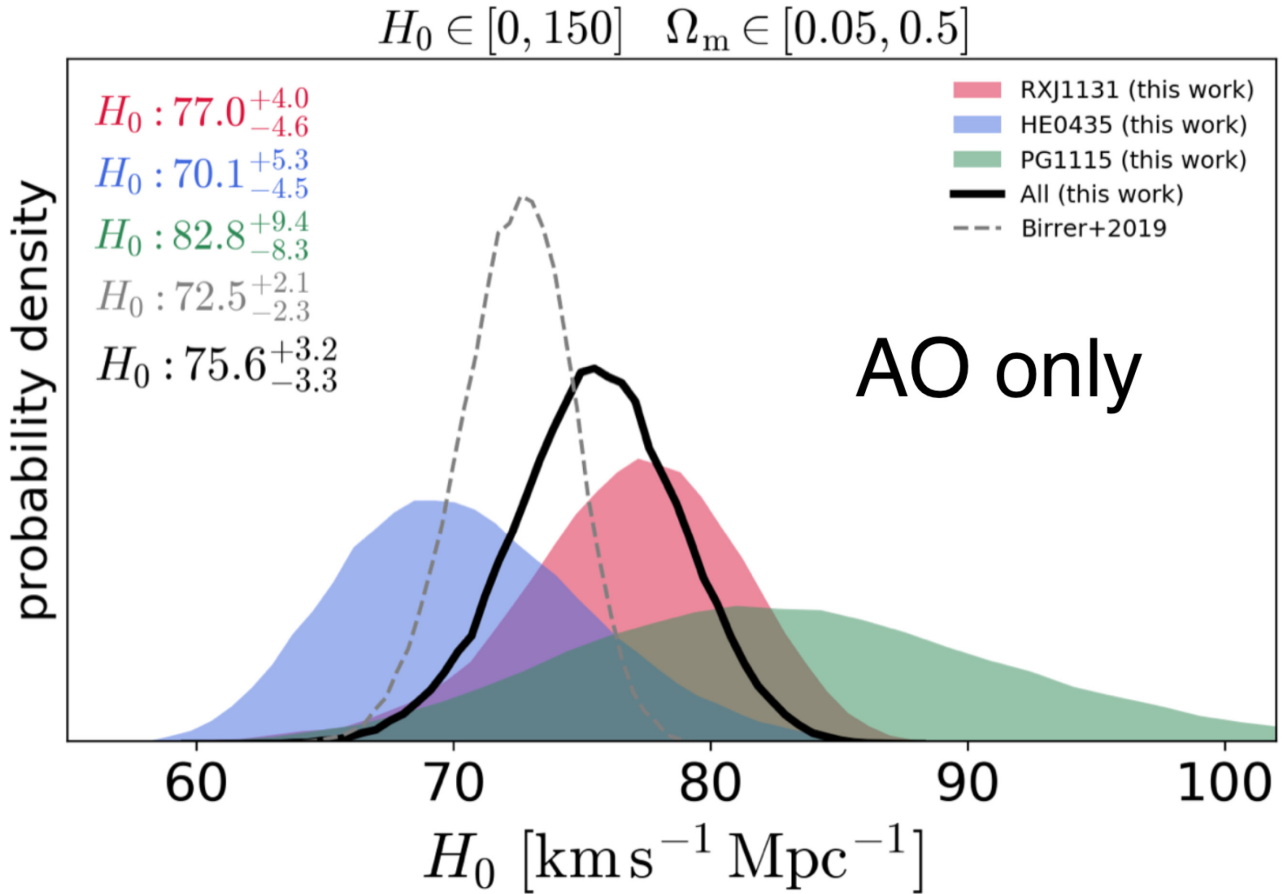 H₀ ∈ [0, 150]   Ωₘ ∈ [0.05, 0.5]
H₀ : 77.0 +4.0 −4.6
H₀ : 70.1 +5.3 −4.5
H₀ : 82.8 +9.4 −8.3
H₀ : 72.5 +2.1 −2.3
H₀ : 75.6 +3.2 −3.3
RXJ1131 (this work)
HE0435 (this work)
PG1115 (this work)
All (this work)
Birrer+2019
AO only
probability density
60 70 80 90 100
H₀ [km s⁻¹ Mpc⁻¹]